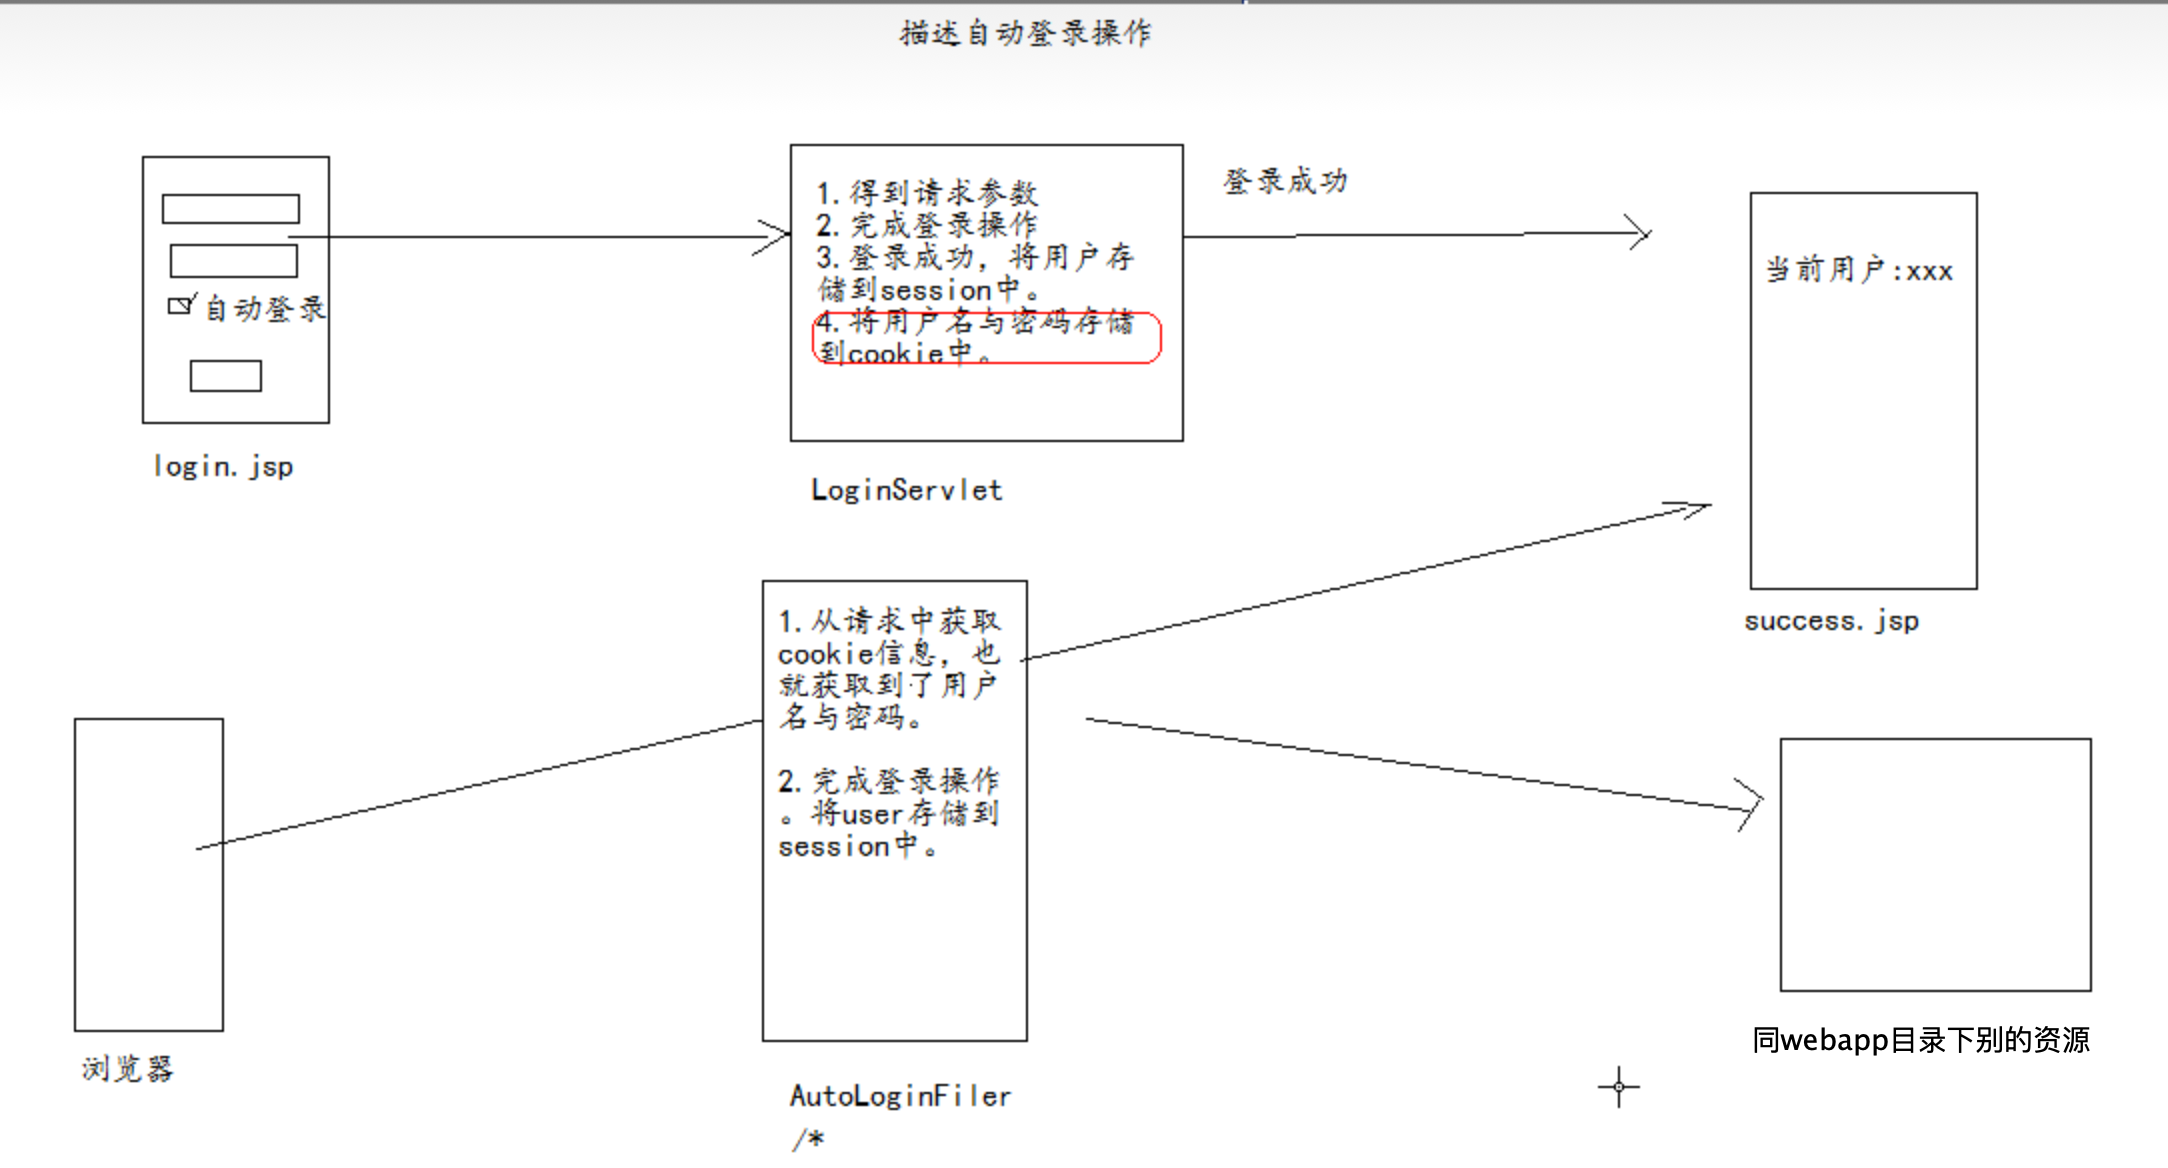 描述自动登录操作
自动登录
login.jsp
1.得到请求参数
2.完成登录操作
3.登录成功，将用户存
储到session中。
4.将用户名与密码存储
到cookie中。
LoginServlet
登录成功
当前用户:xxx
success.jsp
浏览器
1.从请求中获取
cookie信息，也
就获取到了用户
名与密码。
2.完成登录操作
。将user存储到
session中。
AutoLoginFiler
/*
同webapp目录下别的资源